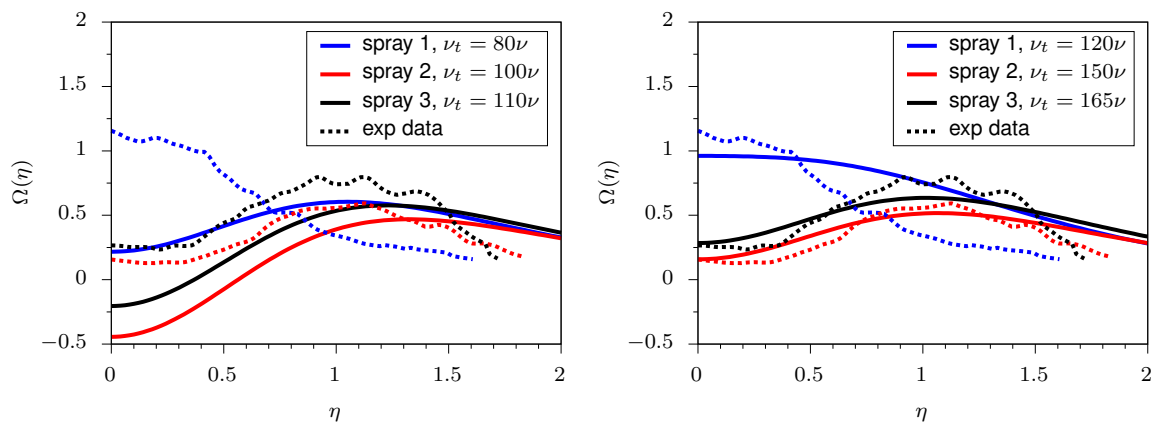 2
1.5
1
0.5
0
−0.5
Ω(η)
spray 1, ν_t = 80ν
spray 2, ν_t = 100ν
spray 3, ν_t = 110ν
exp data
0 0.5 1 1.5 2
η
2
1.5
1
0.5
0
−0.5
Ω(η)
spray 1, ν_t = 120ν
spray 2, ν_t = 150ν
spray 3, ν_t = 165ν
exp data
0 0.5 1 1.5 2
η